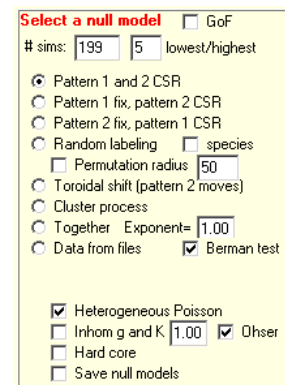 Select a null model GoF
# sims: 199 5 lowest/highest
Pattern 1 and 2 CSR
Pattern 1 fix, pattern 2 CSR
Pattern 2 fix, pattern 1 CSR
Random labeling species
Permutation radius 50
Toroidal shift (pattern 2 moves)
Cluster process
Together Exponent= 1.00
Data from files Berman test
Heterogeneous Poisson
Inhom g and K 1.00 Ohser
Hard core
Save null models